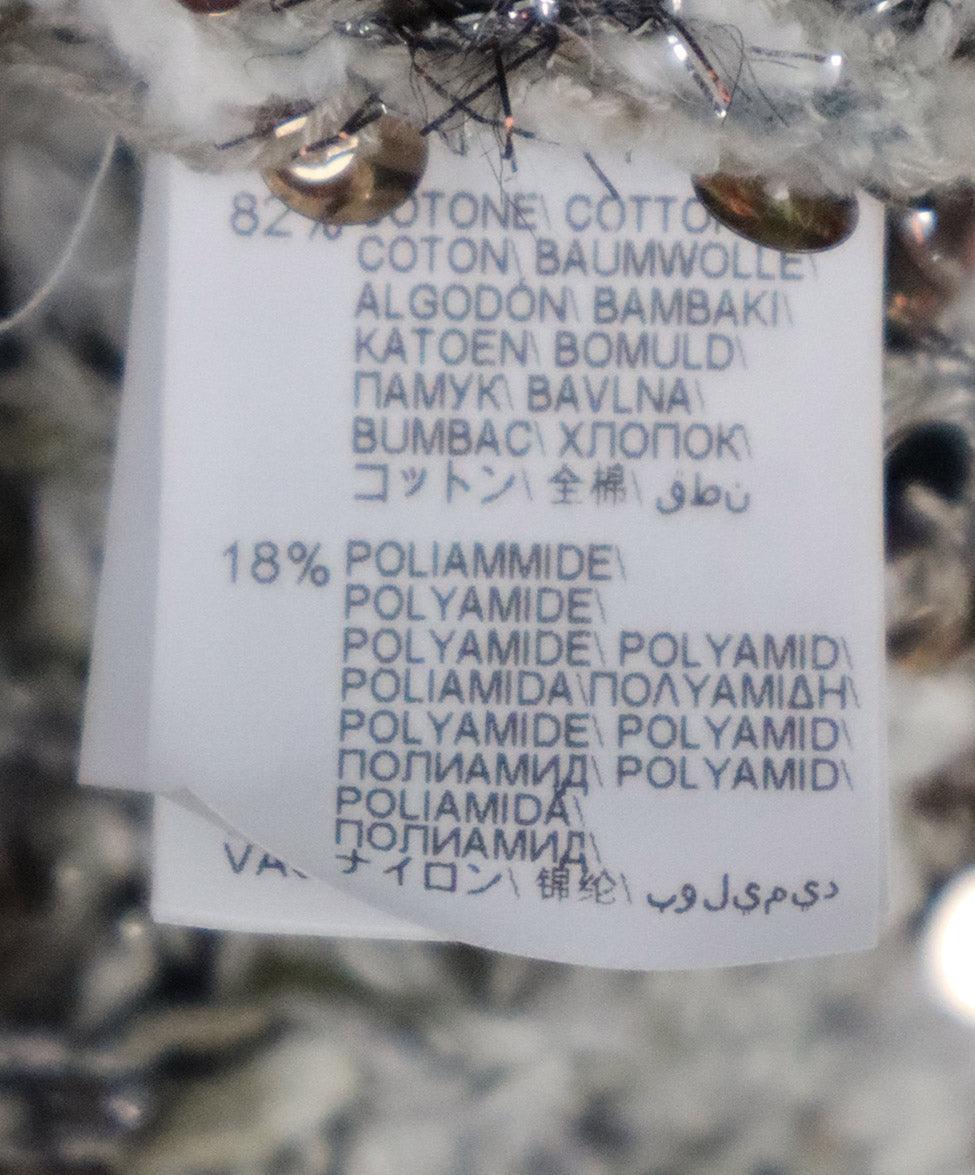 82% COTONE\ COTTON\
COTON\ BAUMWOLLE\
ALGODÓN\ BAMBAKI\
KATOEN\ BOMULD\
ПАМУК\ BAVLNA\
BUMBAC\ ХЛОПОК\
コットン\ 全棉\ قطن
18% POLIAMMIDE\
POLYAMIDE\
POLYAMIDE\ POLYAMID\
POLIAMIDA\ΠΟΛΥΑΜΙΔΗ\
POLYAMIDE\ POLYAMID\
ПОЛИАМИД\ POLYAMID\
POLIAMIDĂ\
ПОЛИАМИД\
ナイロン\ 锦纶\ بوليميد